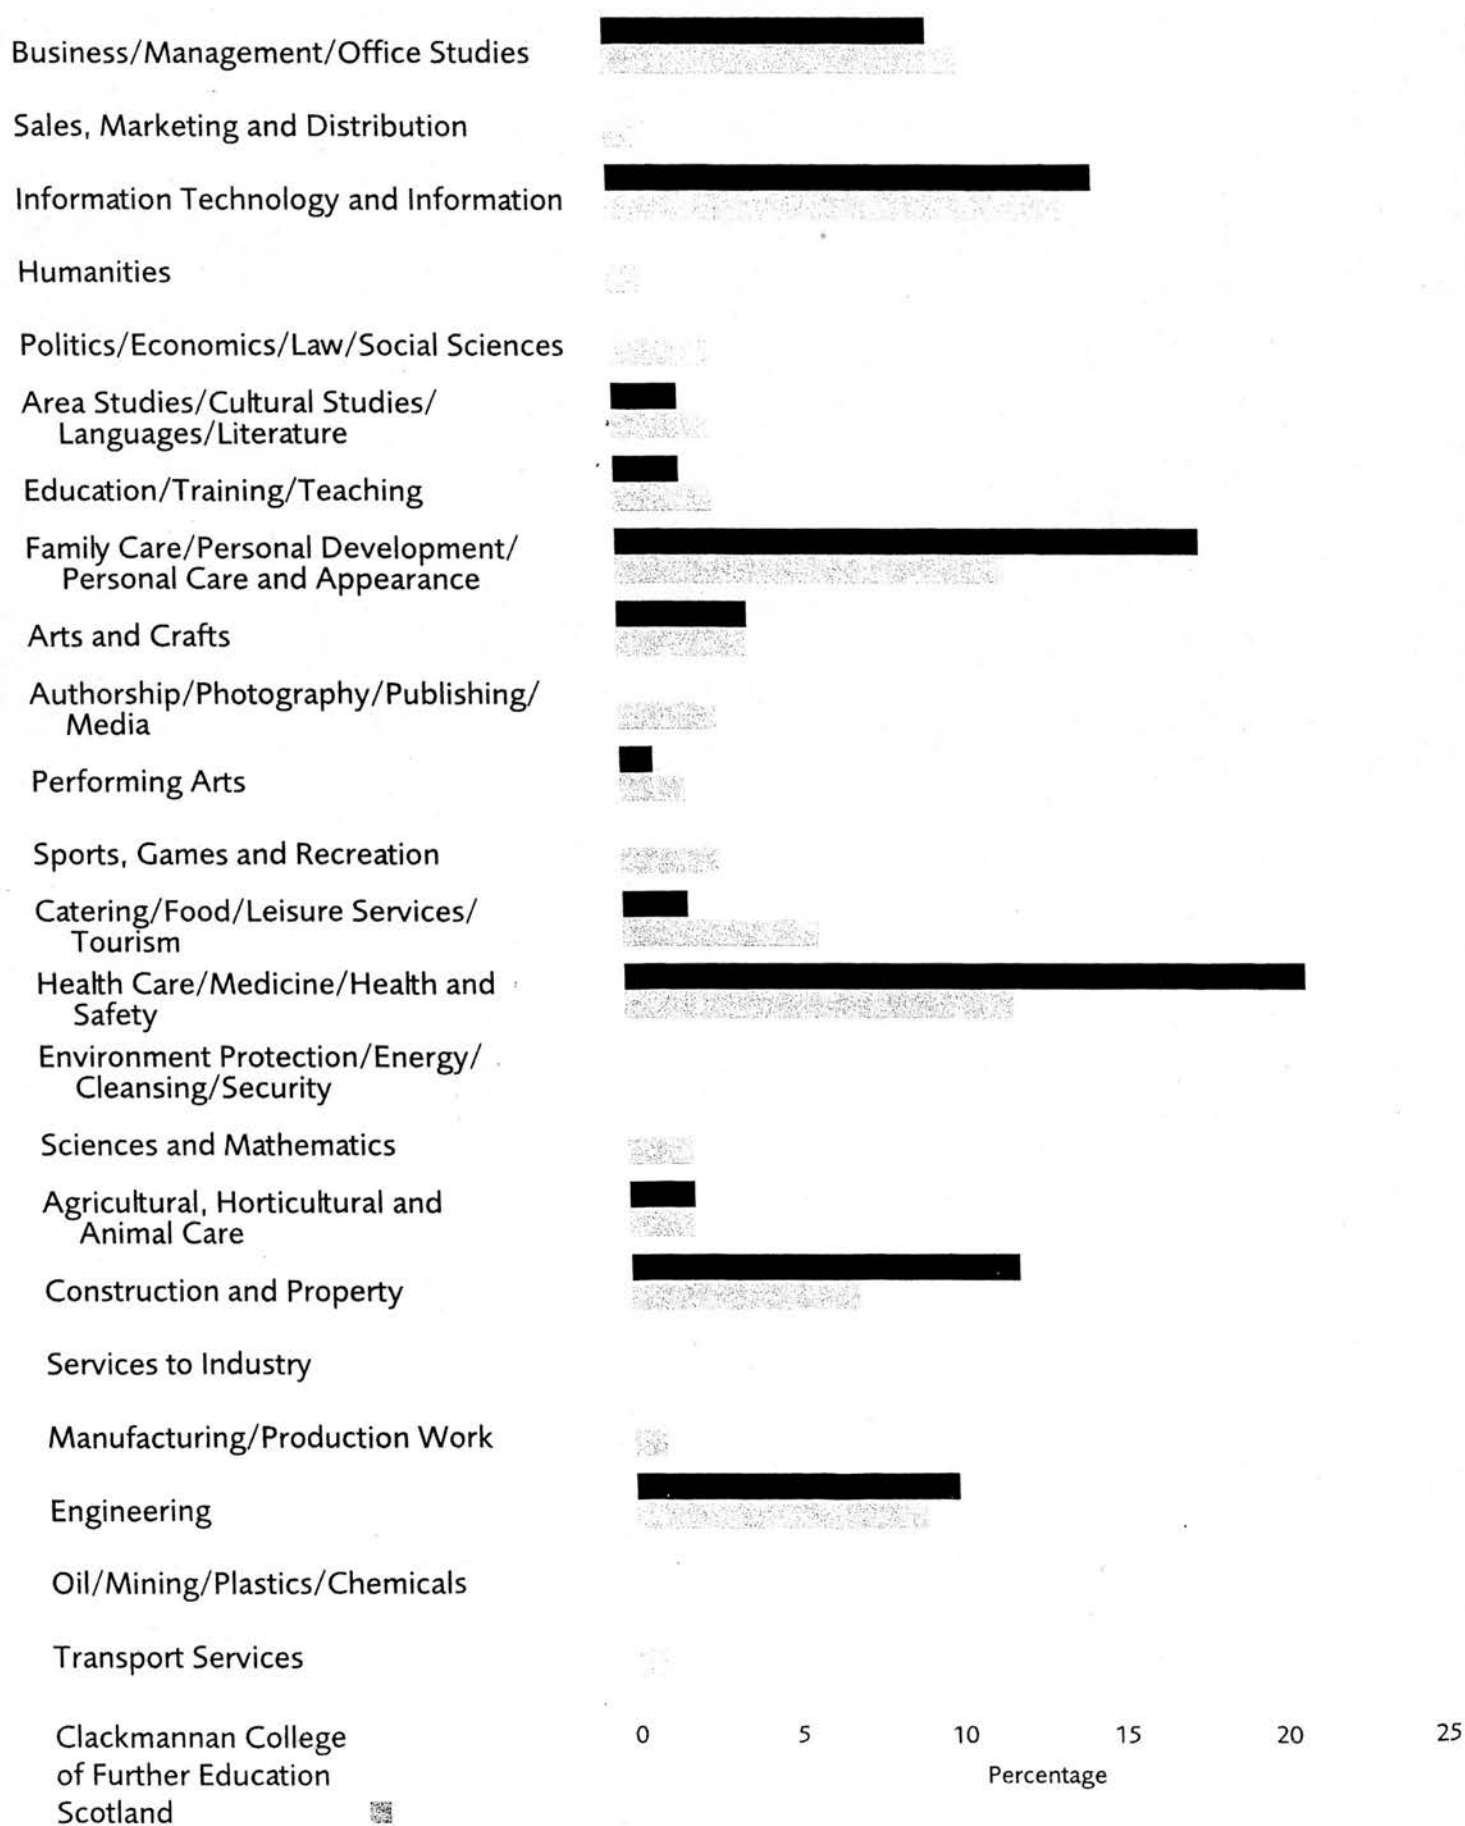 Business/Management/Office Studies
Sales, Marketing and Distribution
Information Technology and Information
Humanities
Politics/Economics/Law/Social Sciences
Area Studies/Cultural Studies/
Languages/Literature
Education/Training/Teaching
Family Care/Personal Development/
Personal Care and Appearance
Arts and Crafts
Authorship/Photography/Publishing/
Media
Performing Arts
Sports, Games and Recreation
Catering/Food/Leisure Services/
Tourism
Health Care/Medicine/Health and
Safety
Environment Protection/Energy/
Cleansing/Security
Sciences and Mathematics
Agricultural, Horticultural and
Animal Care
Construction and Property
Services to Industry
Manufacturing/Production Work
Engineering
Oil/Mining/Plastics/Chemicals
Transport Services
0 5 10 15 20 25
Percentage
Clackmannan College
of Further Education
Scotland